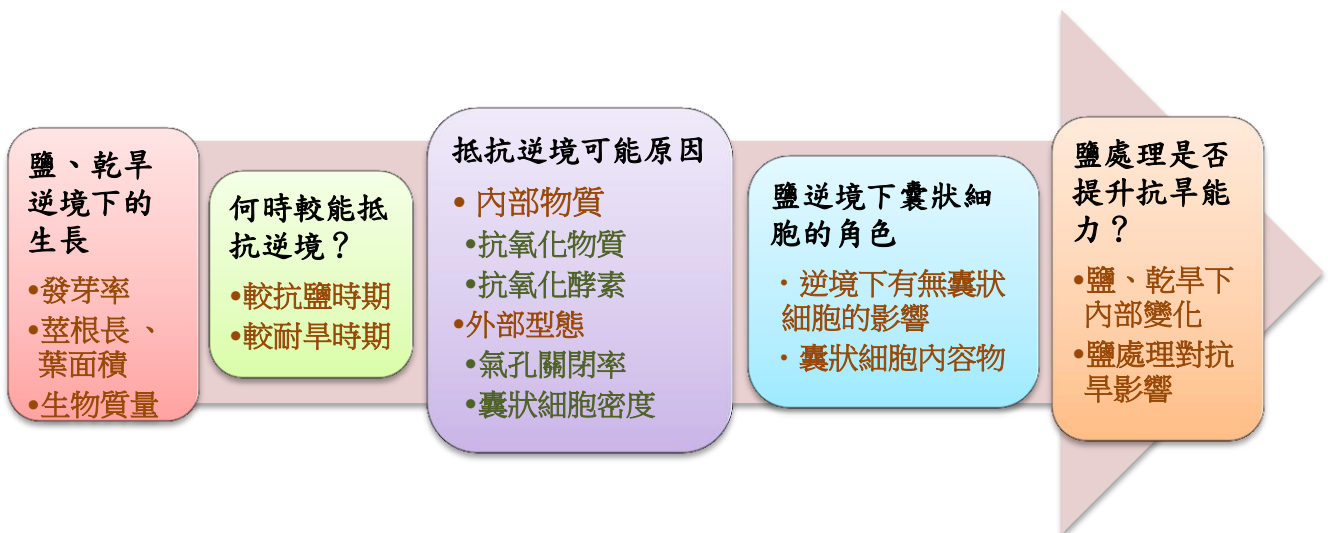 鹽、乾旱
逆境下的
生長
•發芽率
•莖根長、
葉面積
•生物質量
何時較能抵
抗逆境？
•較抗鹽時期
•較耐旱時期
抵抗逆境可能原因
• 內部物質
•抗氧化物質
•抗氧化酵素
•外部型態
•氣孔關閉率
•囊狀細胞密度
鹽逆境下囊狀細
胞的角色
· 逆境下有無囊狀
細胞的影響
· 囊狀細胞內容物
鹽處理是否
提升抗旱能
力？
•鹽、乾旱下
內部變化
•鹽處理對抗
旱影響